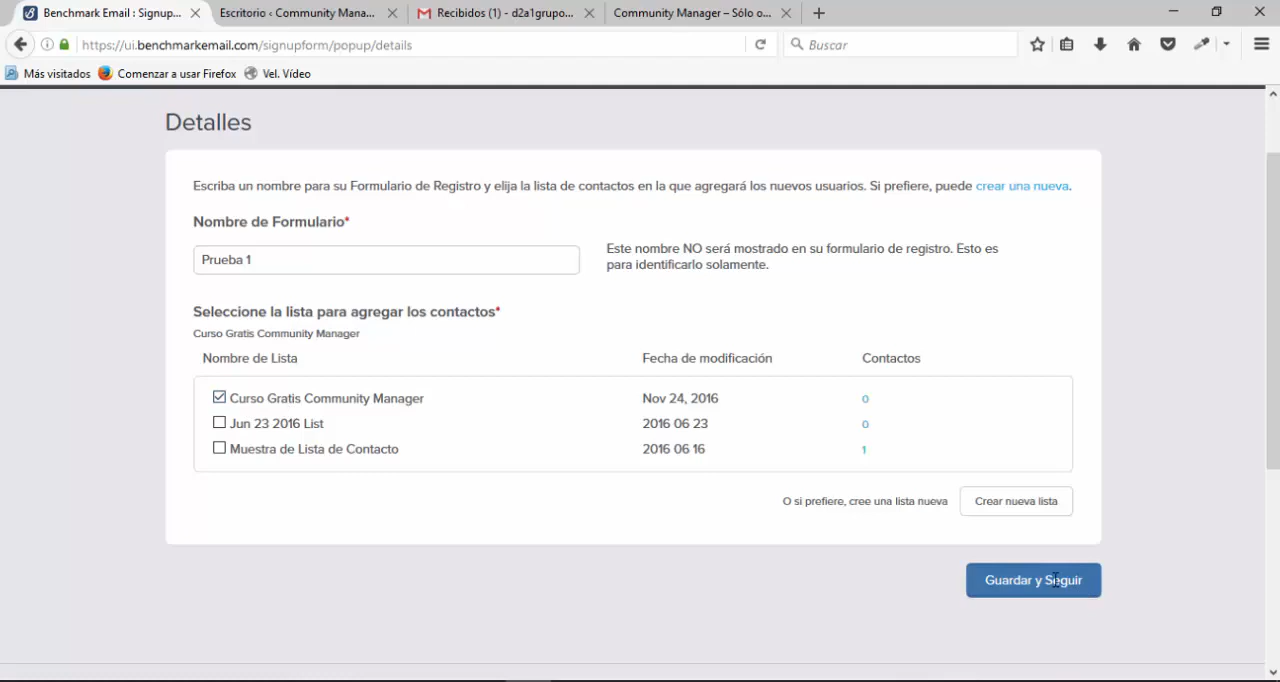 Benchmark Email : Signup...
Escritorio ‹ Community Mana...
Recibidos (1) - d2a1grupo...
Community Manager – Sólo o...
https://ui.benchmarkemail.com/signupform/popup/details
Buscar
Más visitados
Comenzar a usar Firefox
Vel. Vídeo
Detalles
Escriba un nombre para su Formulario de Registro y elija la lista de contactos en la que agregará los nuevos usuarios. Si prefiere, puede crear una nueva.
Nombre de Formulario*
Prueba 1
Este nombre NO será mostrado en su formulario de registro. Esto es
para identificarlo solamente.
Seleccione la lista para agregar los contactos*
Curso Gratis Community Manager
Nombre de Lista Fecha de modificación Contactos
Curso Gratis Community Manager Nov 24, 2016 0
Jun 23 2016 List 2016 06 23 0
Muestra de Lista de Contacto 2016 06 16 1
O si prefiere, cree una lista nueva Crear nueva lista
Guardar y Seguir